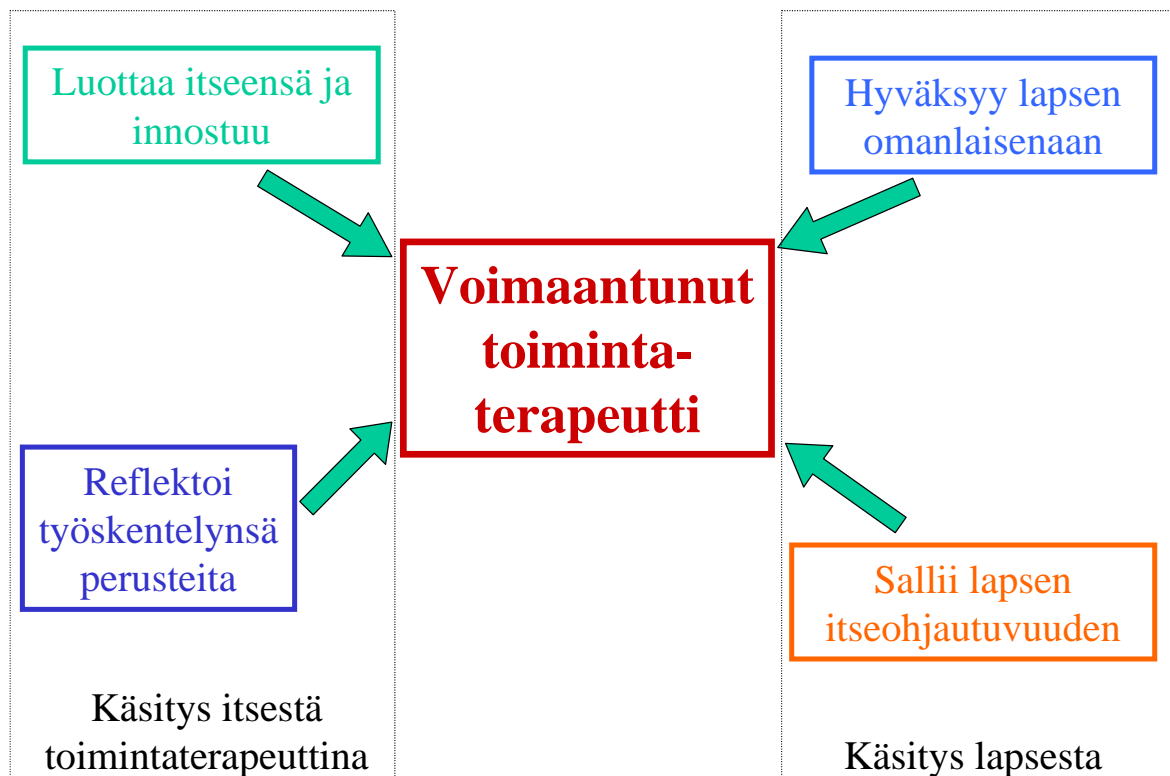 Luottaa itseensä ja
innostuu
Hyväksyy lapsen
omanlaisenaan
Voimaantunut
toiminta-
terapeutti
Reflektoi
työskentelynsä
perusteita
Sallii lapsen
itseohjautuvuuden
Käsitys itsestä
toimintaterapeuttina
Käsitys lapsesta